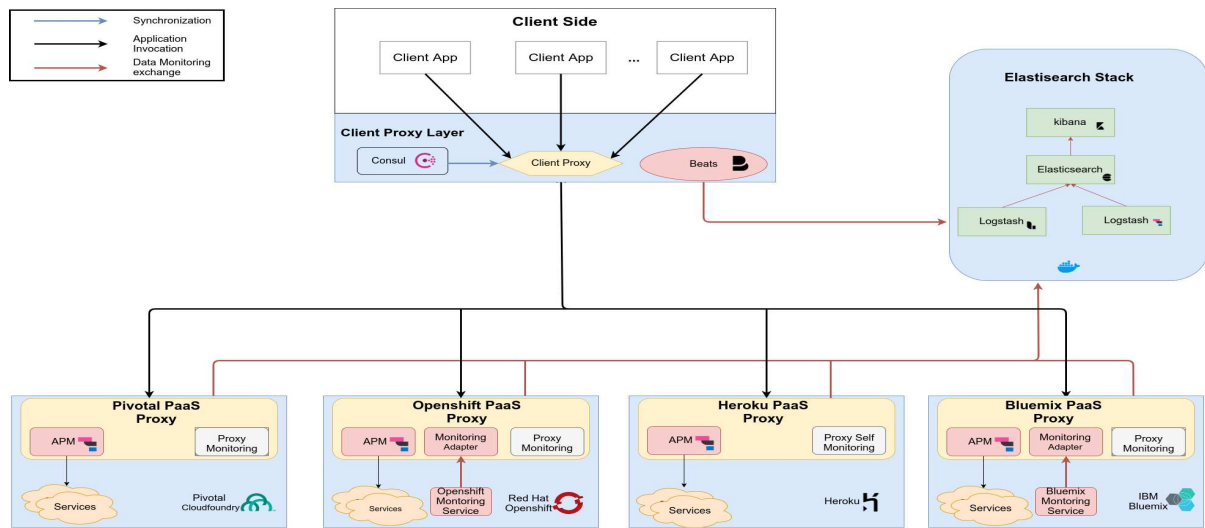 Synchronization
Application
Invocation
Data Monitoring
exchange
Client Side
Client App
Client App
...
Client App
Client Proxy Layer
Consul
Client Proxy
Beats
Elastisearch Stack
kibana
Elasticsearch
Logstash
Logstash
Pivotal PaaS
Proxy
APM
Proxy
Monitoring
Services
Pivotal
Cloudfoundry
Openshift PaaS
Proxy
APM
Monitoring
Adapter
Proxy
Monitoring
Services
Openshift
Montoring
Service
Red Hat
Openshift
Heroku PaaS
Proxy
APM
Proxy Self
Monitoring
Services
Heroku
Bluemix PaaS
Proxy
APM
Monitoring
Adapter
Proxy
Monitoring
Services
Bluemix
Montoring
Service
IBM
Bluemix